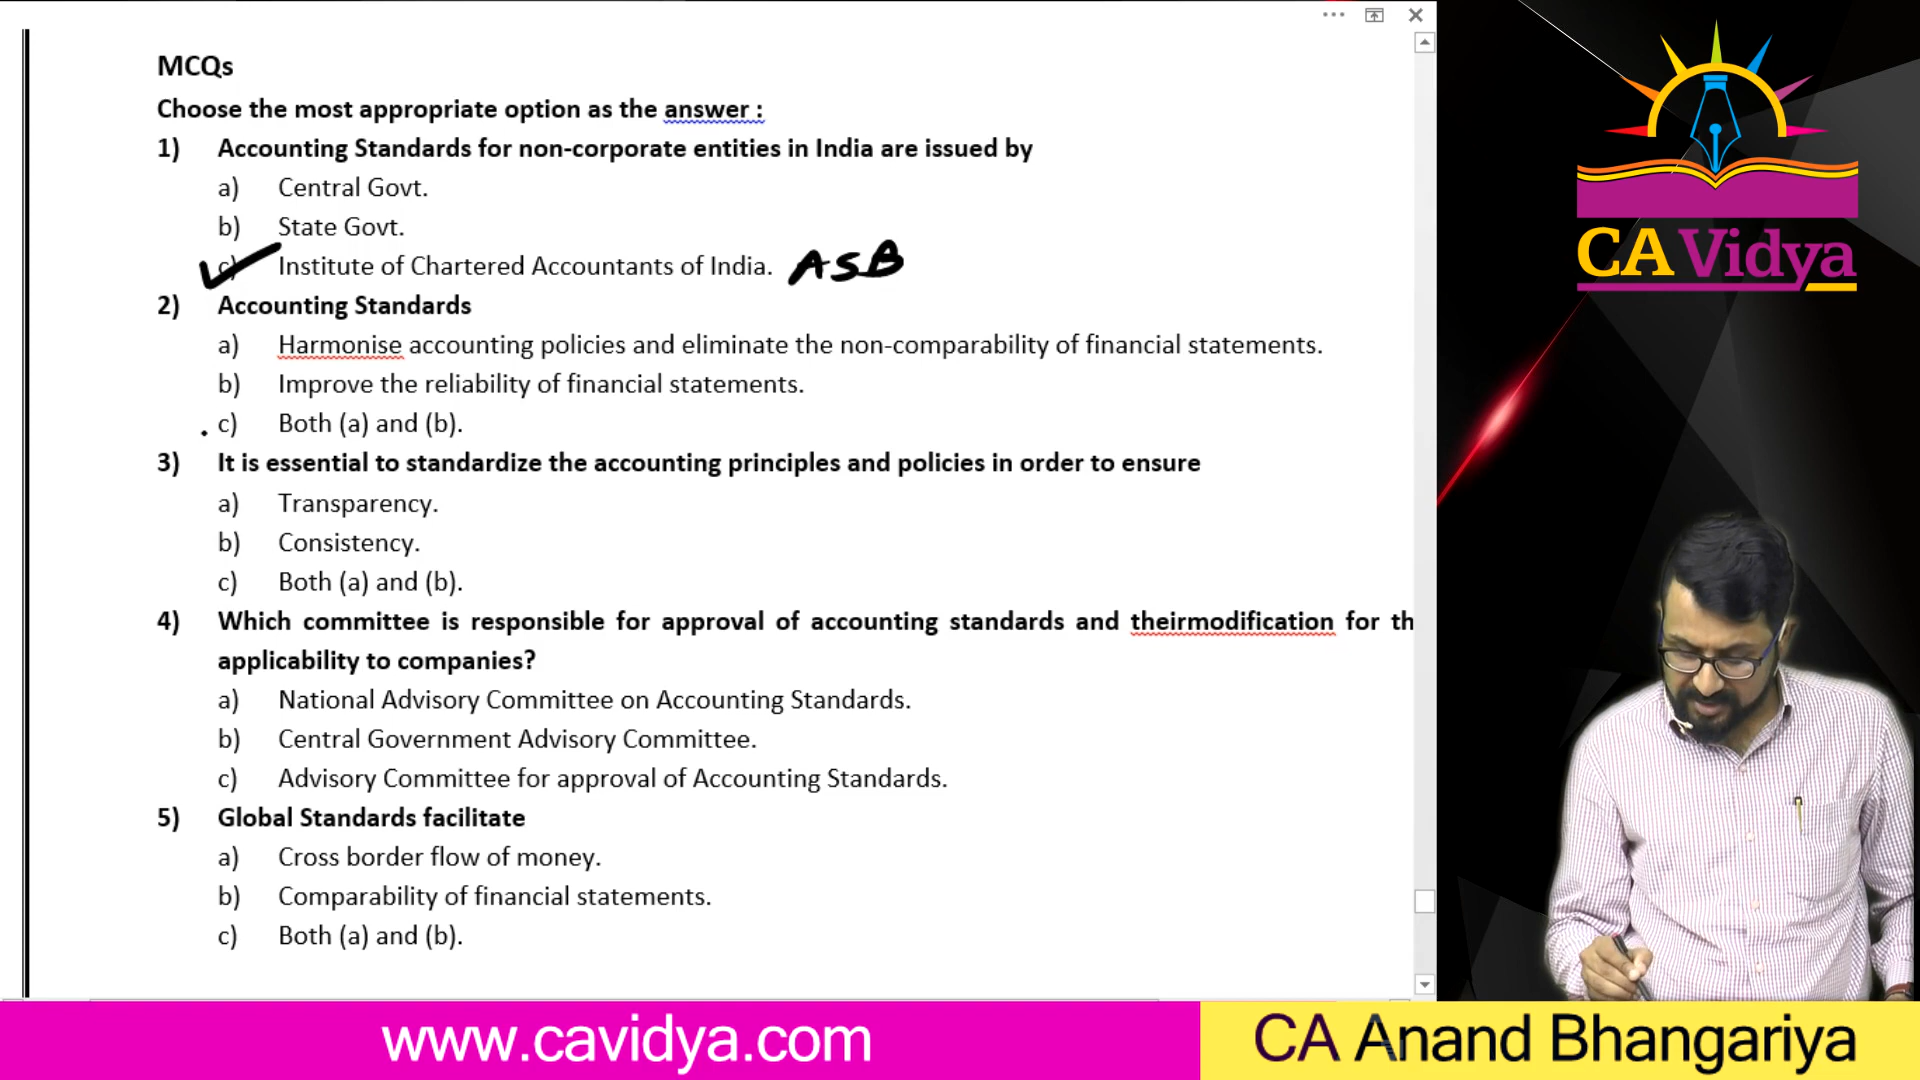 MCQs
Choose the most appropriate option as the answer :
1) Accounting Standards for non-corporate entities in India are issued by
a) Central Govt.
b) State Govt.
c) Institute of Chartered Accountants of India. ASB
2) Accounting Standards
a) Harmonise accounting policies and eliminate the non-comparability of financial statements.
b) Improve the reliability of financial statements.
c) Both (a) and (b).
3) It is essential to standardize the accounting principles and policies in order to ensure
a) Transparency.
b) Consistency.
c) Both (a) and (b).
4) Which committee is responsible for approval of accounting standards and theirmodification for th
applicability to companies?
a) National Advisory Committee on Accounting Standards.
b) Central Government Advisory Committee.
c) Advisory Committee for approval of Accounting Standards.
5) Global Standards facilitate
a) Cross border flow of money.
b) Comparability of financial statements.
c) Both (a) and (b).
CA Vidya
www.cavidya.com
CA Anand Bhangariya